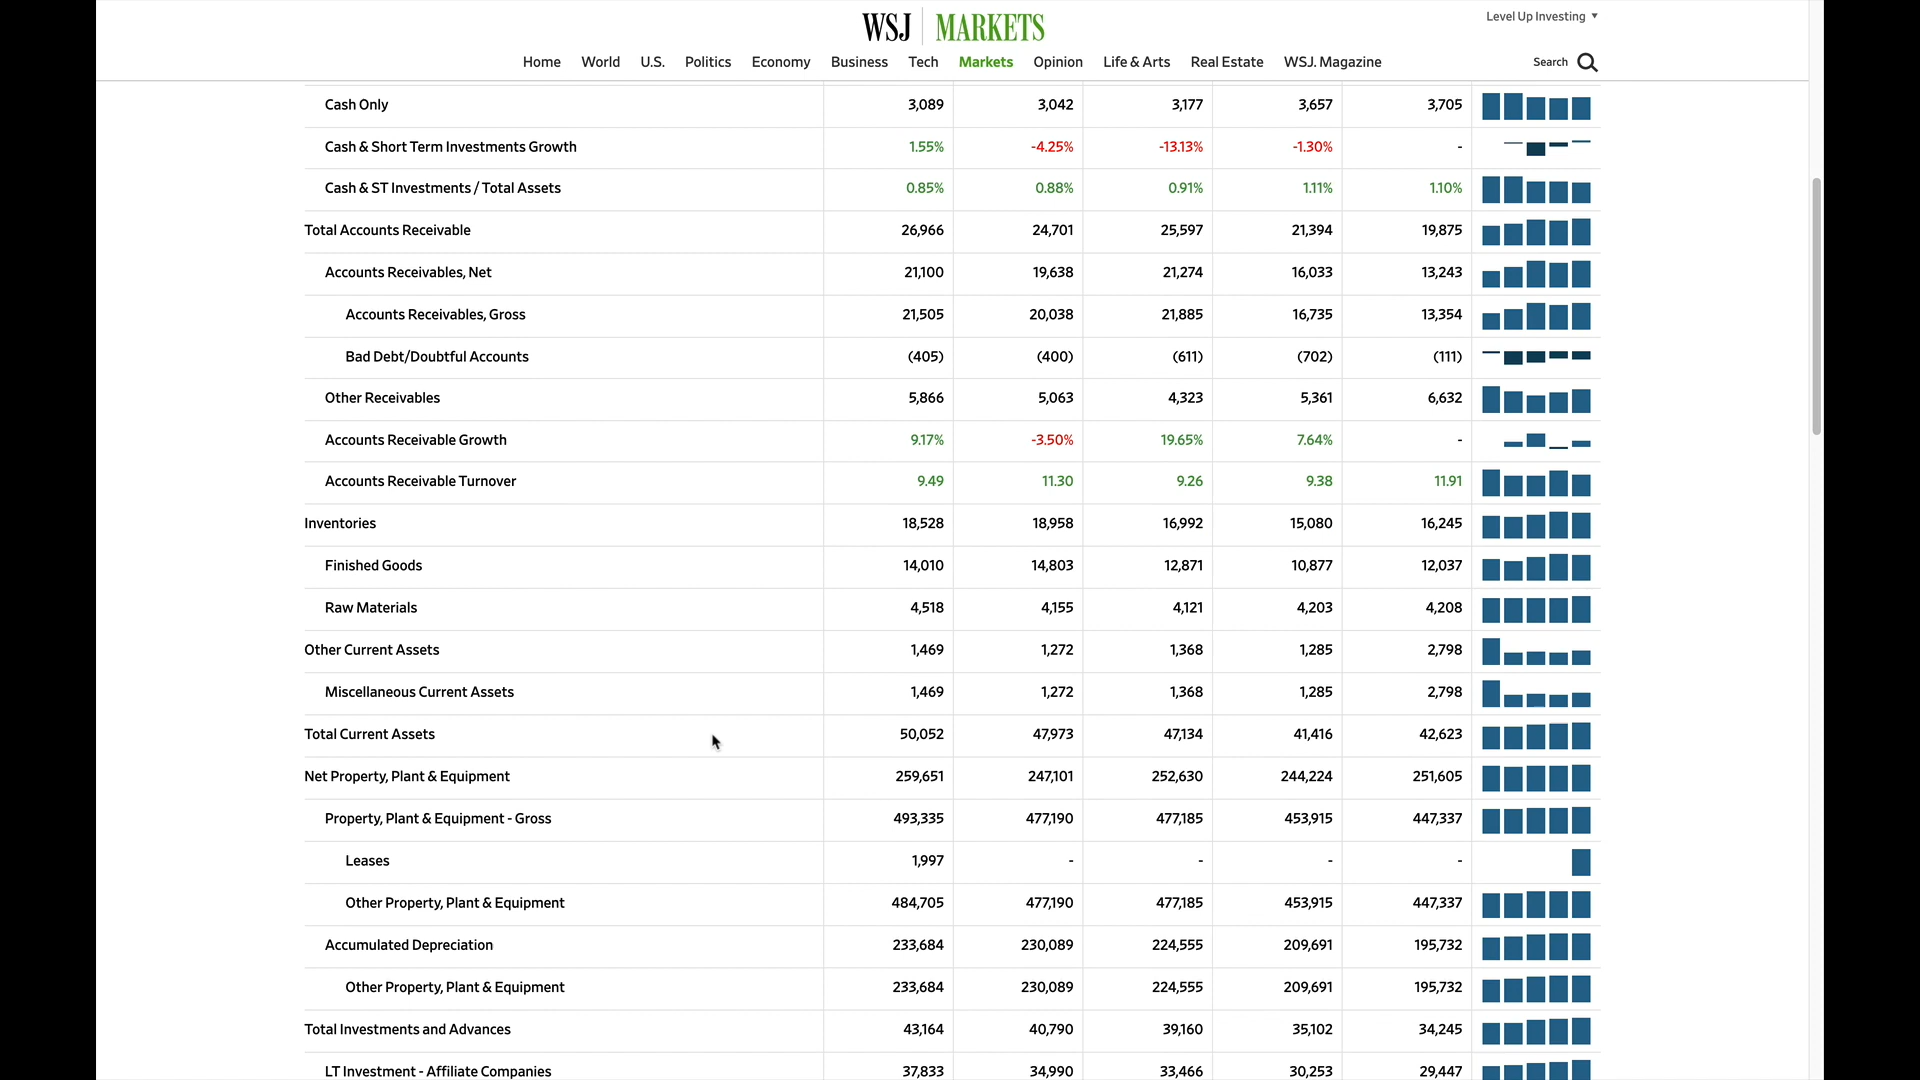 WSJ MARKETS
Level Up Investing
Home World U.S. Politics Economy Business Tech Markets Opinion Life & Arts Real Estate WSJ. Magazine
Search
Cash Only 3,089 3,042 3,177 3,657 3,705
Cash & Short Term Investments Growth 1.55% -4.25% -13.13% -1.30% -
Cash & ST Investments / Total Assets 0.85% 0.88% 0.91% 1.11% 1.10%
Total Accounts Receivable 26,966 24,701 25,597 21,394 19,875
Accounts Receivables, Net 21,100 19,638 21,274 16,033 13,243
Accounts Receivables, Gross 21,505 20,038 21,885 16,735 13,354
Bad Debt/Doubtful Accounts (405) (400) (611) (702) (111)
Other Receivables 5,866 5,063 4,323 5,361 6,632
Accounts Receivable Growth 9.17% -3.50% 19.65% 7.64% -
Accounts Receivable Turnover 9.49 11.30 9.26 9.38 11.91
Inventories 18,528 18,958 16,992 15,080 16,245
Finished Goods 14,010 14,803 12,871 10,877 12,037
Raw Materials 4,518 4,155 4,121 4,203 4,208
Other Current Assets 1,469 1,272 1,368 1,285 2,798
Miscellaneous Current Assets 1,469 1,272 1,368 1,285 2,798
Total Current Assets 50,052 47,973 47,134 41,416 42,623
Net Property, Plant & Equipment 259,651 247,101 252,630 244,224 251,605
Property, Plant & Equipment - Gross 493,335 477,190 477,185 453,915 447,337
Leases 1,997 - - - -
Other Property, Plant & Equipment 484,705 477,190 477,185 453,915 447,337
Accumulated Depreciation 233,684 230,089 224,555 209,691 195,732
Other Property, Plant & Equipment 233,684 230,089 224,555 209,691 195,732
Total Investments and Advances 43,164 40,790 39,160 35,102 34,245
LT Investment - Affiliate Companies 37,833 34,990 33,466 30,253 29,447